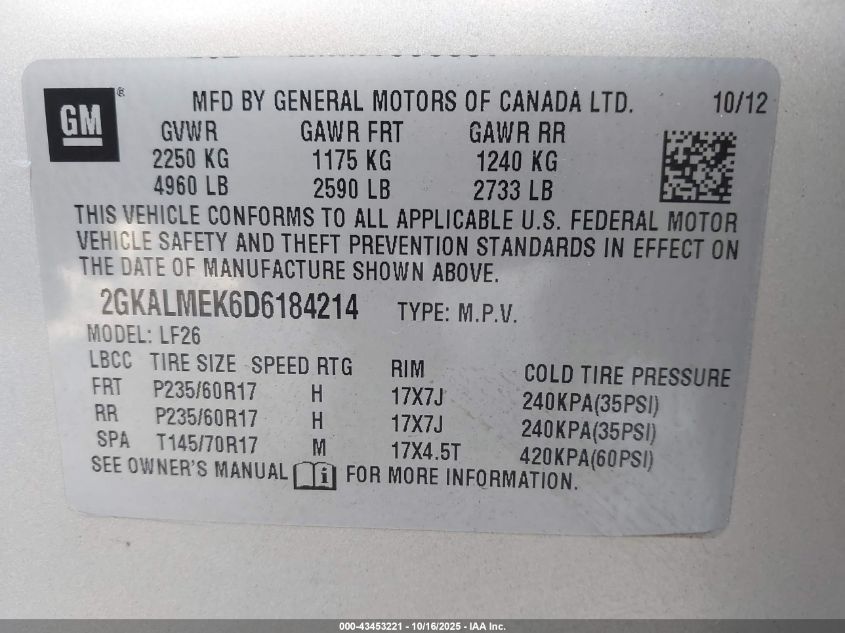 GM ® MFD BY GENERAL MOTORS OF CANADA LTD. 10/12
GVWR GAWR FRT GAWR RR
2250 KG 1175 KG 1240 KG
4960 LB 2590 LB 2733 LB
THIS VEHICLE CONFORMS TO ALL APPLICABLE U.S. FEDERAL MOTOR
VEHICLE SAFETY AND THEFT PREVENTION STANDARDS IN EFFECT ON
THE DATE OF MANUFACTURE SHOWN ABOVE.
2GKALMEK6D6184214 TYPE: M.P.V.
MODEL: LF26
LBCC TIRE SIZE SPEED RTG RIM COLD TIRE PRESSURE
FRT P235/60R17 H 17X7J 240KPA(35PSI)
RR P235/60R17 H 17X7J 240KPA(35PSI)
SPA T145/70R17 M 17X4.5T 420KPA(60PSI)
SEE OWNER'S MANUAL i FOR MORE INFORMATION.
000-43453221 - 10/16/2025 - IAA Inc.